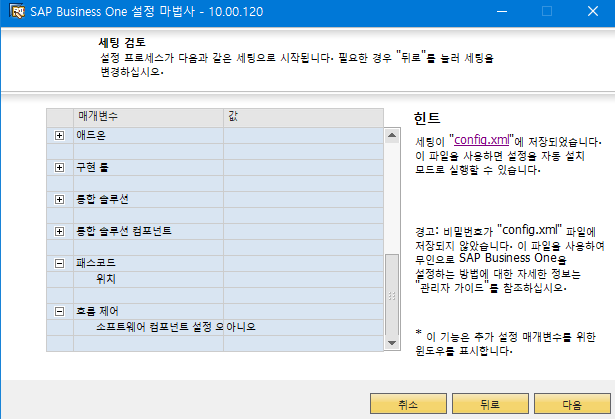 SAP Business One 설정 마법사 - 10.00.120
세팅 검토
설정 프로세스가 다음과 같은 세팅으로 시작됩니다. 필요한 경우 "뒤로"를 눌러 세팅을
변경하십시오.
매개변수 값
애드온
구현 툴
통합 솔루션
통합 솔루션 컴포넌트
패스코드
위치
흐름 제어
소프트웨어 컴포넌트 설정 으 아니요
힌트
세팅이 "config.xml"에 저장되었습니다.
이 파일을 사용하면 설정을 자동 설치
모드로 실행할 수 있습니다.
경고: 비밀번호가 "config.xml" 파일에
저장되지 않았습니다. 이 파일을 사용하여
무인으로 SAP Business One을
설정하는 방법에 대한 자세한 정보는
"관리자 가이드"를 참조하십시오.
* 이 기능은 추가 설정 매개변수를 위한
윈도우를 표시합니다.
취소 뒤로 다음